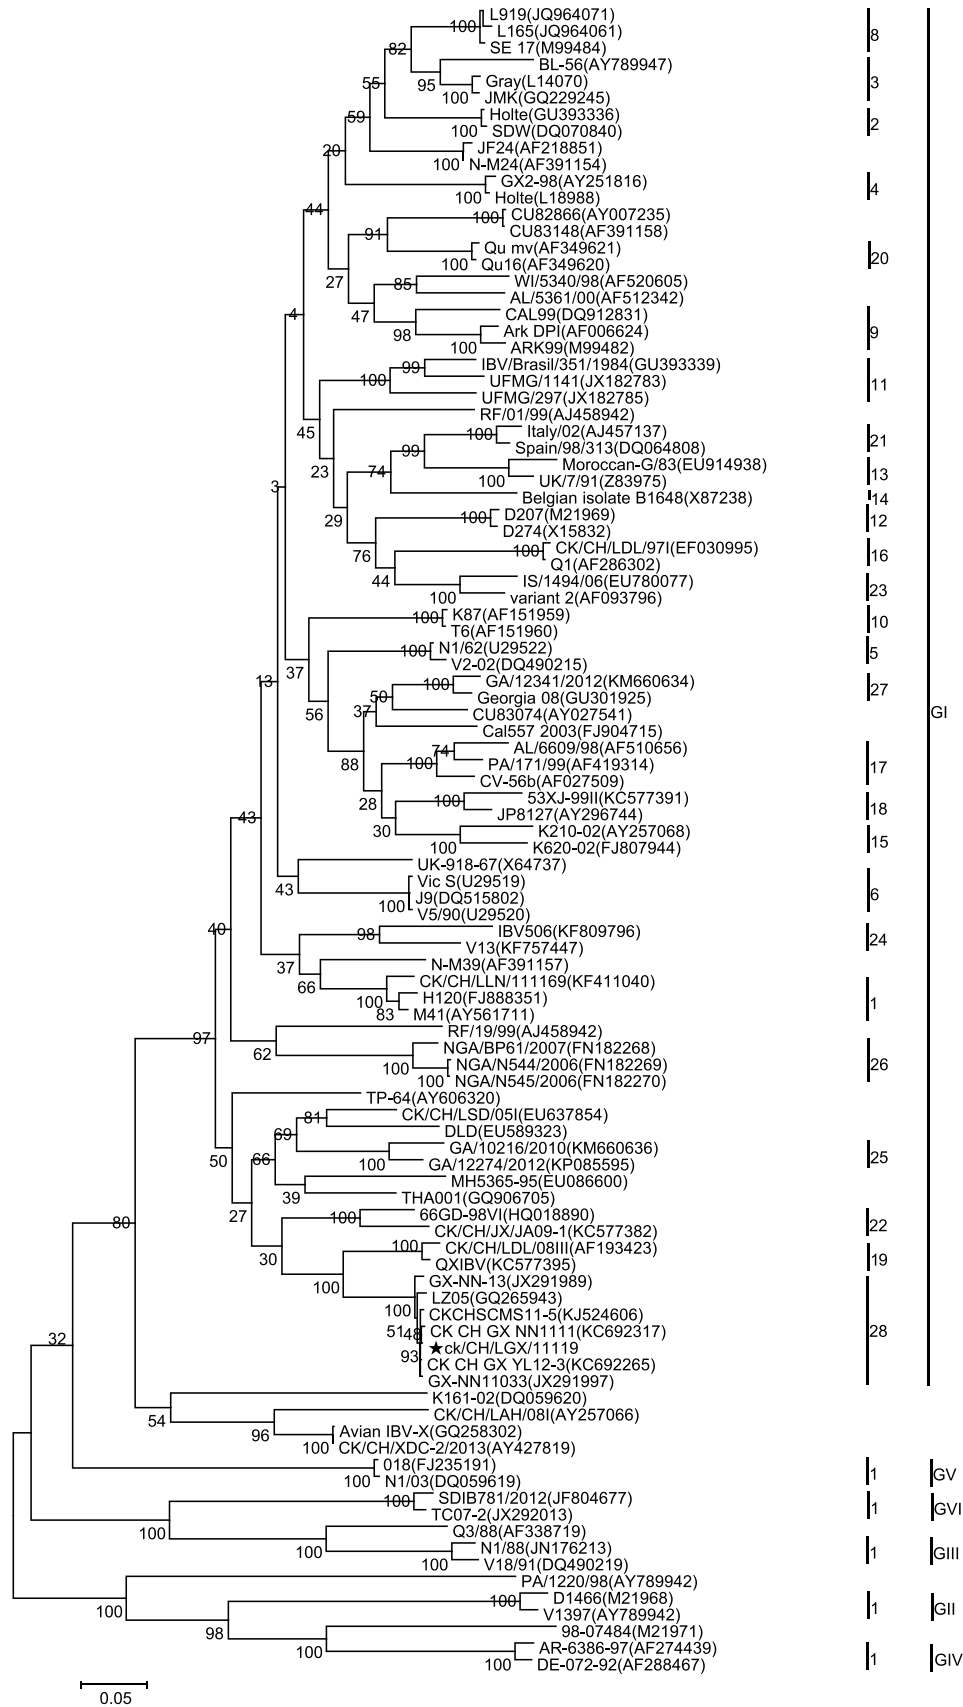 L919(JQ964071)
100
L165(JQ964061)
8
SE 17(M99484)
82
BL-56(AY789947)
55
95
Gray(L14070)
3
100
JMK(GQ229245)
59
Holte(GU393336)
2
100
SDW(DQ070840)
20
JF24(AF218851)
100
N-M24(AF391154)
44
GX2-98(AY251816)
4
100
Holte(L18988)
100
CU82866(AY007235)
91
CU83148(AF391158)
Qu mv(AF349621)
20
100
Qu16(AF349620)
27
85
WI/5340/98(AF520605)
AL/5361/00(AF512342)
47
4
CAL99(DQ912831)
98
Ark DPI(AF006624)
9
100
ARK99(M99482)
99
IBV/Brasil/351/1984(GU393339)
100
UFMG/1141(JX182783)
11
UFMG/297(JX182785)
45
RF/01/99(AJ458942)
100
Italy/02(AJ457137)
21
99
Spain/98/313(DQ064808)
23
74
Moroccan-G/83(EU914938)
13
100
UK/7/91(Z83975)
3
Belgian isolate B1648(X87238)
14
29
100
D207(M21969)
12
D274(X15832)
76
100
CK/CH/LDL/97I(EF030995)
16
Q1(AF286302)
44
IS/1494/06(EU780077)
23
100
variant 2(AF093796)
100
K87(AF151959)
10
T6(AF151960)
37
100
N1/62(U29522)
5
V2-02(DQ490215)
13
100
GA/12341/2012(KM660634)
27
50
Georgia 08(GU301925)
56
37
CU83074(AY027541)
GI
Cal557 2003(FJ904715)
88
74
AL/6609/98(AF510656)
100
PA/171/99(AF419314)
17
CV-56b(AF027509)
28
100
53XJ-99II(KC577391)
18
JP8127(AY296744)
43
30
K210-02(AY257068)
15
100
K620-02(FJ807944)
UK-918-67(X64737)
43
Vic S(U29519)
J9(DQ515802)
6
100
V5/90(U29520)
40
98
IBV506(KF809796)
24
V13(KF757447)
37
N-M39(AF391157)
66
CK/CH/LLN/111169(KF411040)
100
H120(FJ888351)
1
83
M41(AY561711)
97
RF/19/99(AJ458942)
62
NGA/BP61/2007(FN182268)
100
NGA/N544/2006(FN182269)
26
100
NGA/N545/2006(FN182270)
TP-64(AY606320)
81
CK/CH/LSD/05I(EU637854)
69
DLD(EU589323)
50
66
GA/10216/2010(KM660636)
25
100
GA/12274/2012(KP085595)
MH5365-95(EU086600)
39
THA001(GQ906705)
27
100
66GD-98VI(HQ018890)
22
CK/CH/JX/JA09-1(KC577382)
80
30
100
CK/CH/LDL/08III(AF193423)
19
QXIBV(KC577395)
100
GX-NN-13(JX291989)
LZ05(GQ265943)
100
CKCHSCMS11-5(KJ524606)
51
48
CK CH GX NN1111(KC692317)
28
★ck/CH/LGX/11119
93
CK CH GX YL12-3(KC692265)
GX-NN11033(JX291997)
32
K161-02(DQ059620)
54
CK/CH/LAH/08I(AY257066)
96
Avian IBV-X(GQ258302)
100
CK/CH/XDC-2/2013(AY427819)
018(FJ235191)
1
GV
100
N1/03(DQ059619)
100
SDIB781/2012(JF804677)
1
GVI
TC07-2(JX292013)
100
Q3/88(AF338719)
100
N1/88(JN176213)
1
GIII
100
V18/91(DQ490219)
PA/1220/98(AY789942)
100
100
D1466(M21968)
1
GII
V1397(AY789942)
98
98-07484(M21971)
100
AR-6386-97(AF274439)
1
GIV
100
DE-072-92(AF288467)
0.05